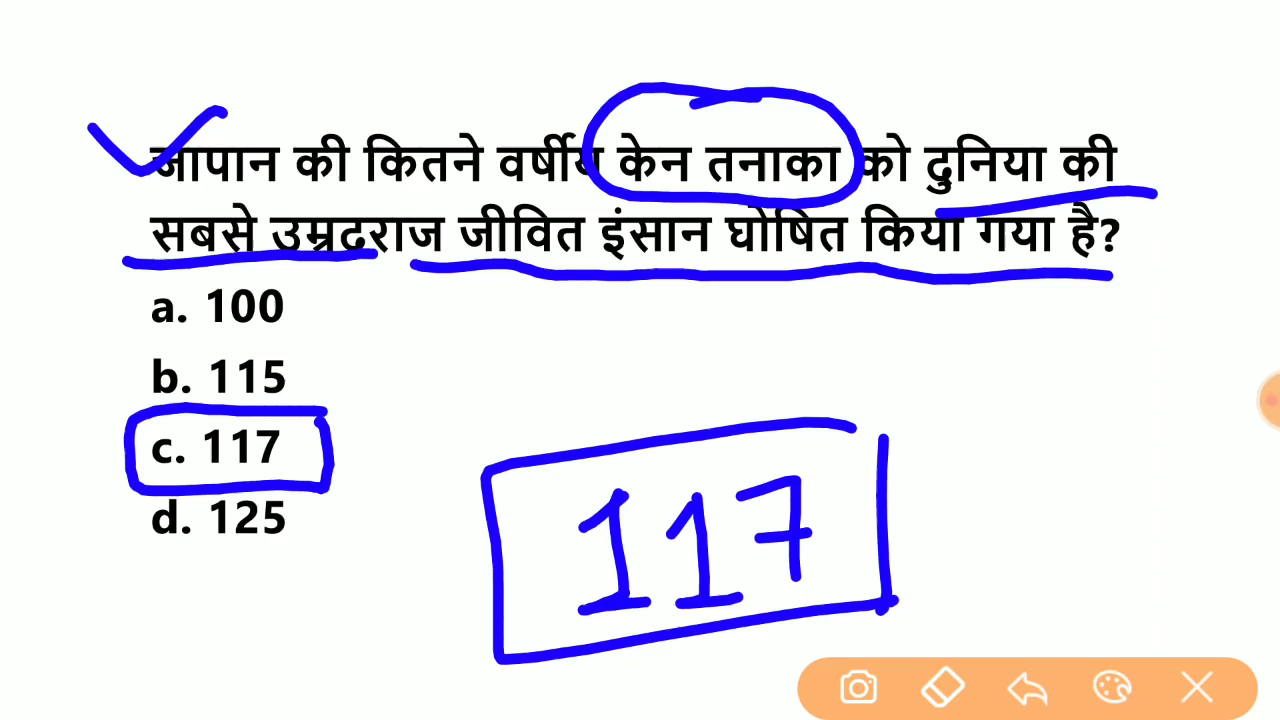 जापान की कितने वर्षीय केन तनाका को दुनिया की
सबसे उम्रदराज जीवित इंसान घोषित किया गया है?
a. 100
b. 115
c. 117
d. 125
117